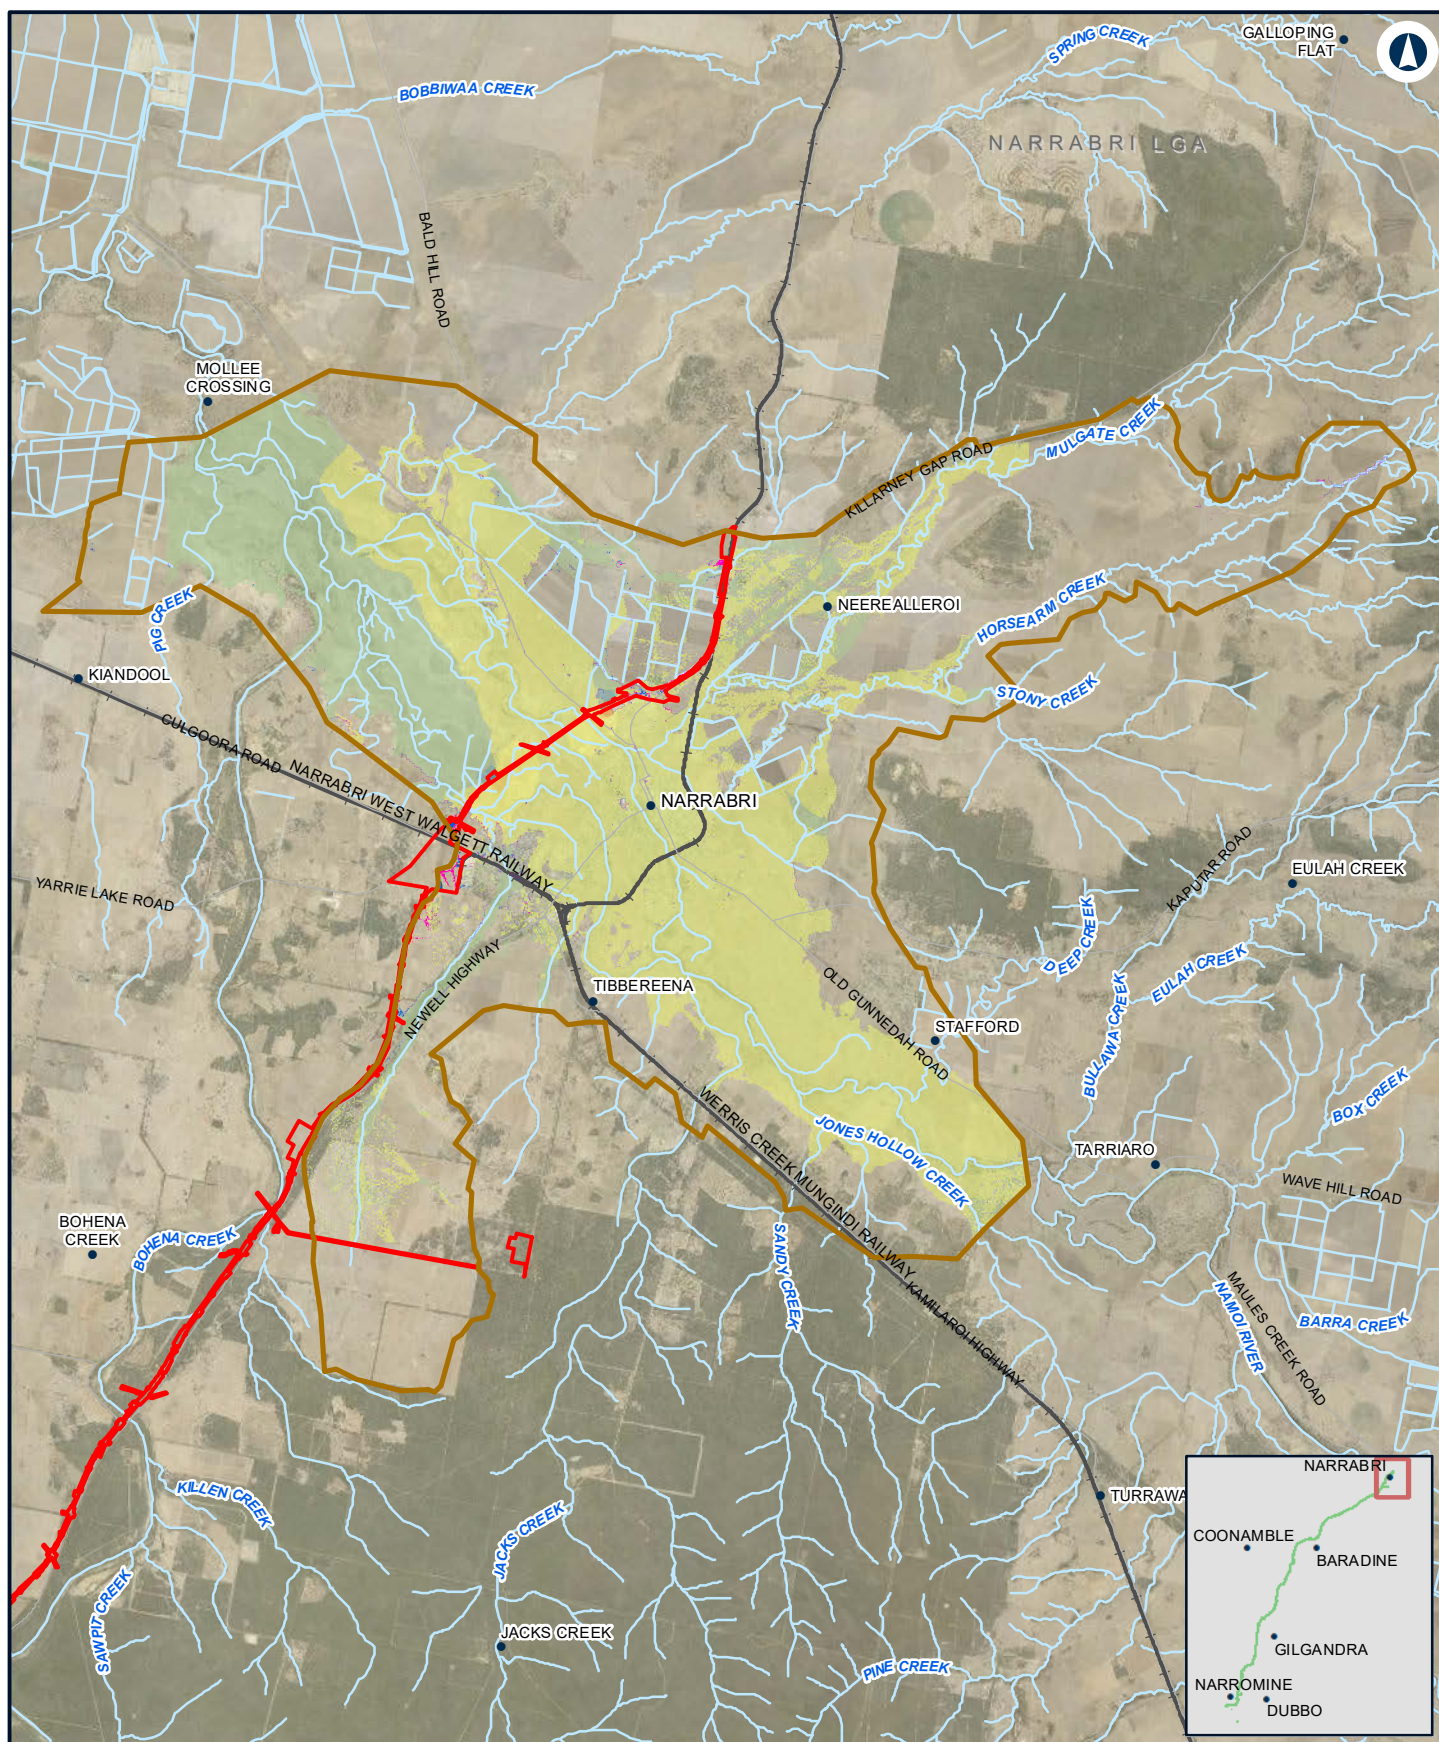 GALLOPING
FLAT
SPRING CREEK
BOBBIWAA CREEK
NARRABRI LGA
BALD HILL ROAD
MOLLEE
CROSSING
MULGATE CREEK
KILLARNEY GAP ROAD
PIG CREEK
NEEREALLEROI
HORSEARM CREEK
KIANDOOL
STONY CREEK
CULGOORA ROAD
NARRABRI WEST WALGETT RAILWAY
NARRABRI
YARRIE LAKE ROAD
KAPUTAR ROAD
EULAH CREEK
DEEP CREEK
EULAH CREEK
NEWELL HIGHWAY
TIBBEREENA
OLD GUNNEDAH ROAD
STAFFORD
BULLAWA CREEK
BOX CREEK
WERRIS CREEK MUNGINDI RAILWAY
JONES HOLLOW CREEK
TARRIARO
WAVE HILL ROAD
BOHENA
CREEK
BOHENA CREEK
SANDY CREEK
KAMILAROI HIGHWAY
NAMOI RIVER
MAULES CREEK ROAD
BARRA CREEK
KILLEN CREEK
JACKS CREEK
TURRAWA
SAWPIT CREEK
JACKS CREEK
PINE CREEK
NARRABRI
COONAMBLE
BARADINE
GILGANDRA
NARROMINE
DUBBO